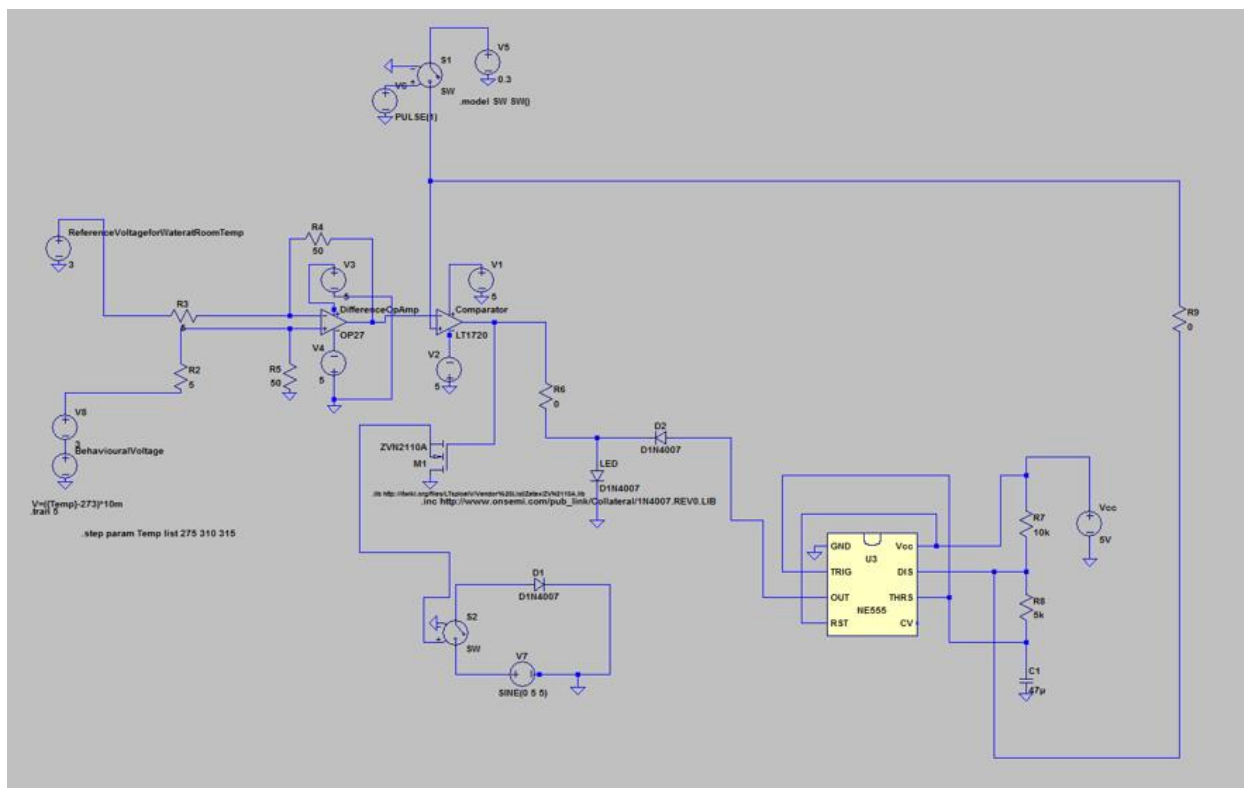 V5
S1
0.3
V6
SW
.model SW SW()
PULSE(1)
ReferenceVoltageforWateratRoomTemp
3
R4
50
V3
5
V1
5
R3
5
DifferenceOpAmp
OP27
Comparator
LT1720
R9
0
V4
5
V2
5
R2
5
R5
50
R6
0
V8
3
BehaviouralVoltage
ZVN2110A
M1
D2
D1N4007
LED
D1N4007
.inc http://www.onsemi.com/pub_link/Collateral/1N4007.REV0.LIB
V=((Temp)-273)*10m
.tran 5
.step param Temp list 275 310 315
R7
10k
Vcc
5V
GND
Vcc
U3
TRIG
DIS
OUT
THRS
NE555
RST
CV
R8
5k
C1
47µ
D1
D1N4007
S2
SW
V7
SINE(0 5 5)